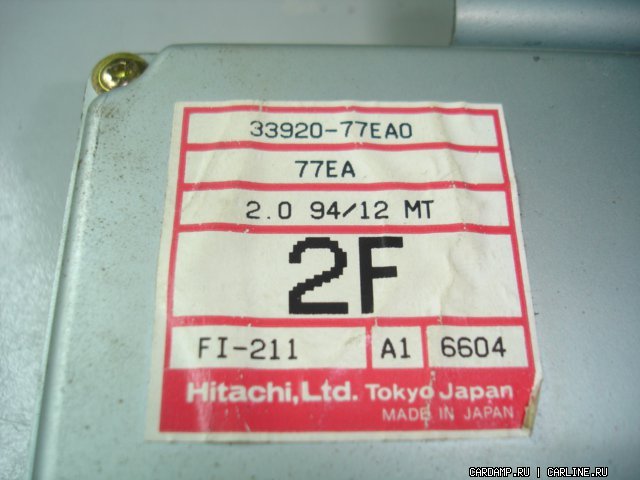 33920-77EA0
77EA
2.0 94/12 MT
2F
FI-211 A1 6604
Hitachi,Ltd. Tokyo Japan
MADE IN JAPAN
CARDAMP.RU | CARLINE.RU